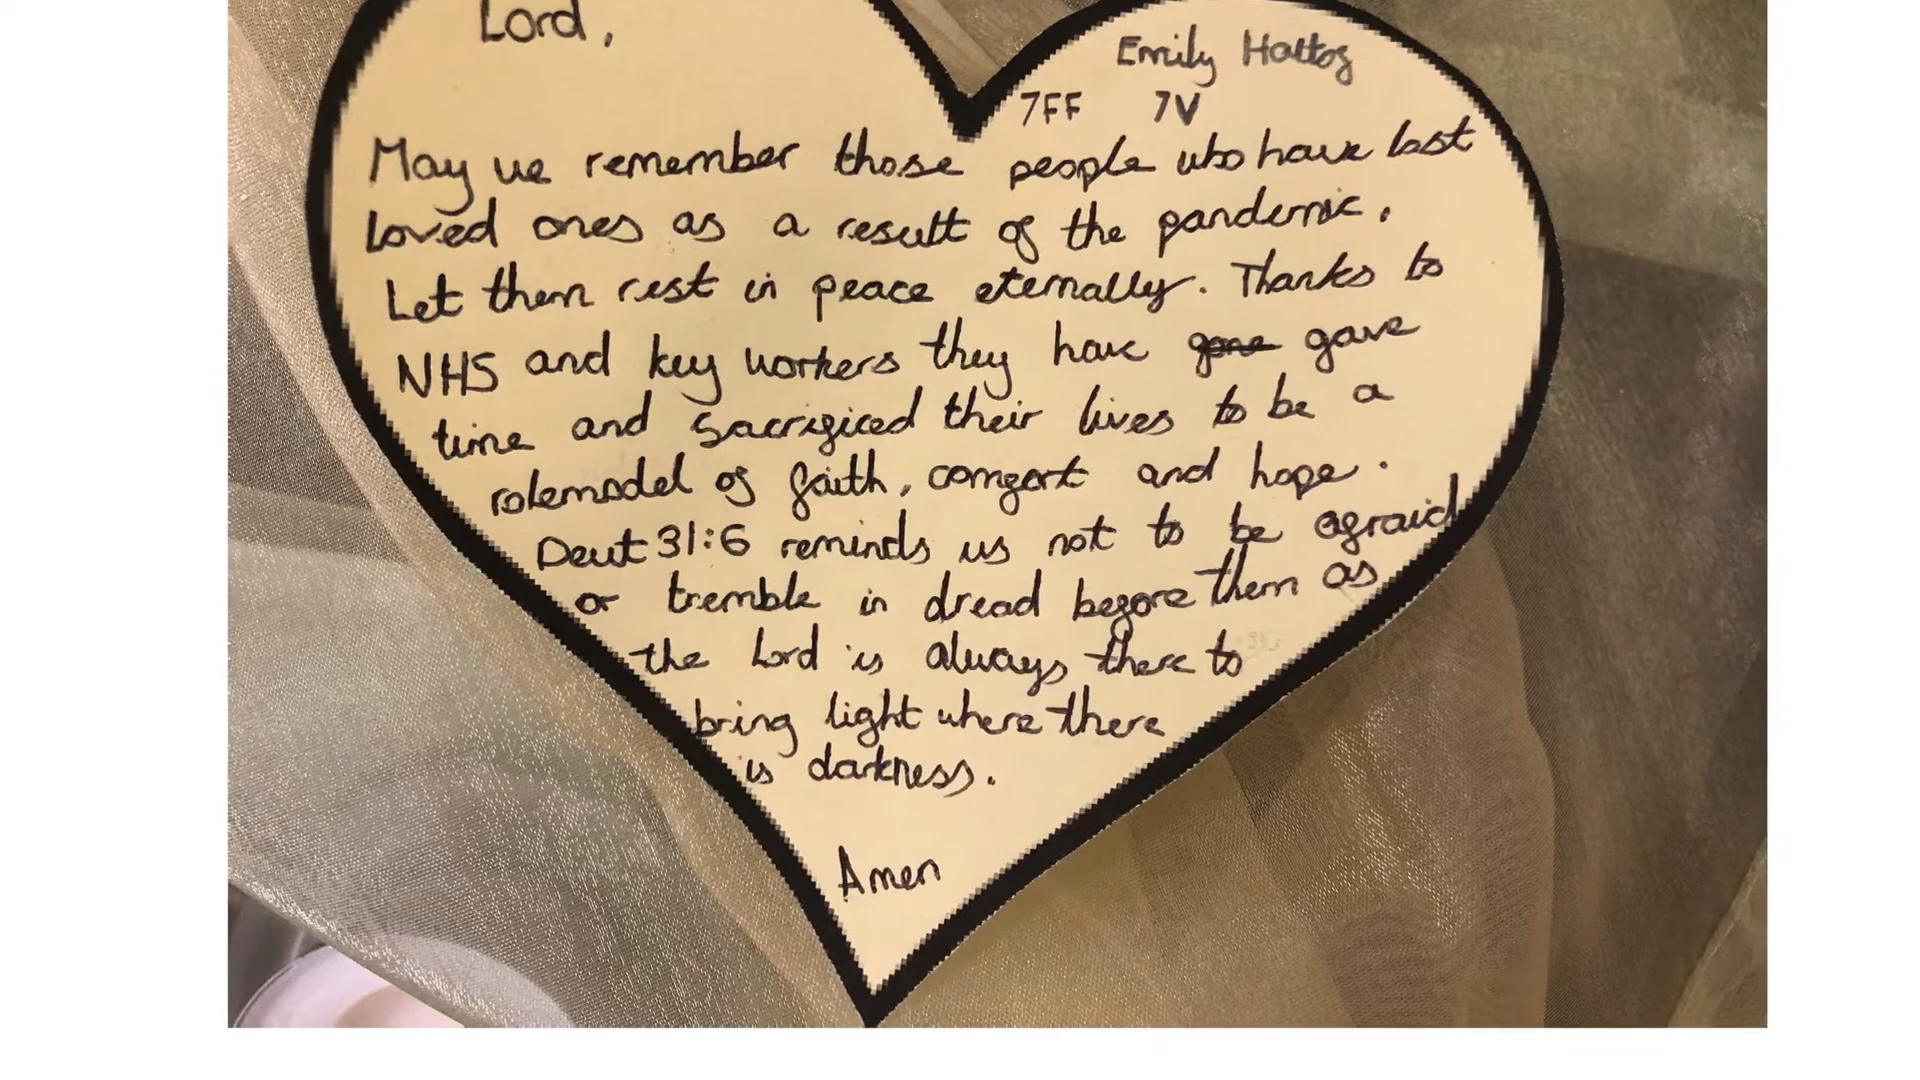 Lord,
Emily Hattos
7FF 7V
May we remember those people who have lost
loved ones as a result of the pandemic.
Let them rest in peace eternally. Thanks to
NHS and key workers they have gone gave
time and sacrificed their lives to be a
rolemodel of faith, comfort and hope.
Deut 31:6 reminds us not to be afraid
or tremble in dread before them as
the Lord is always there to
bring light where there
is darkness.
Amen